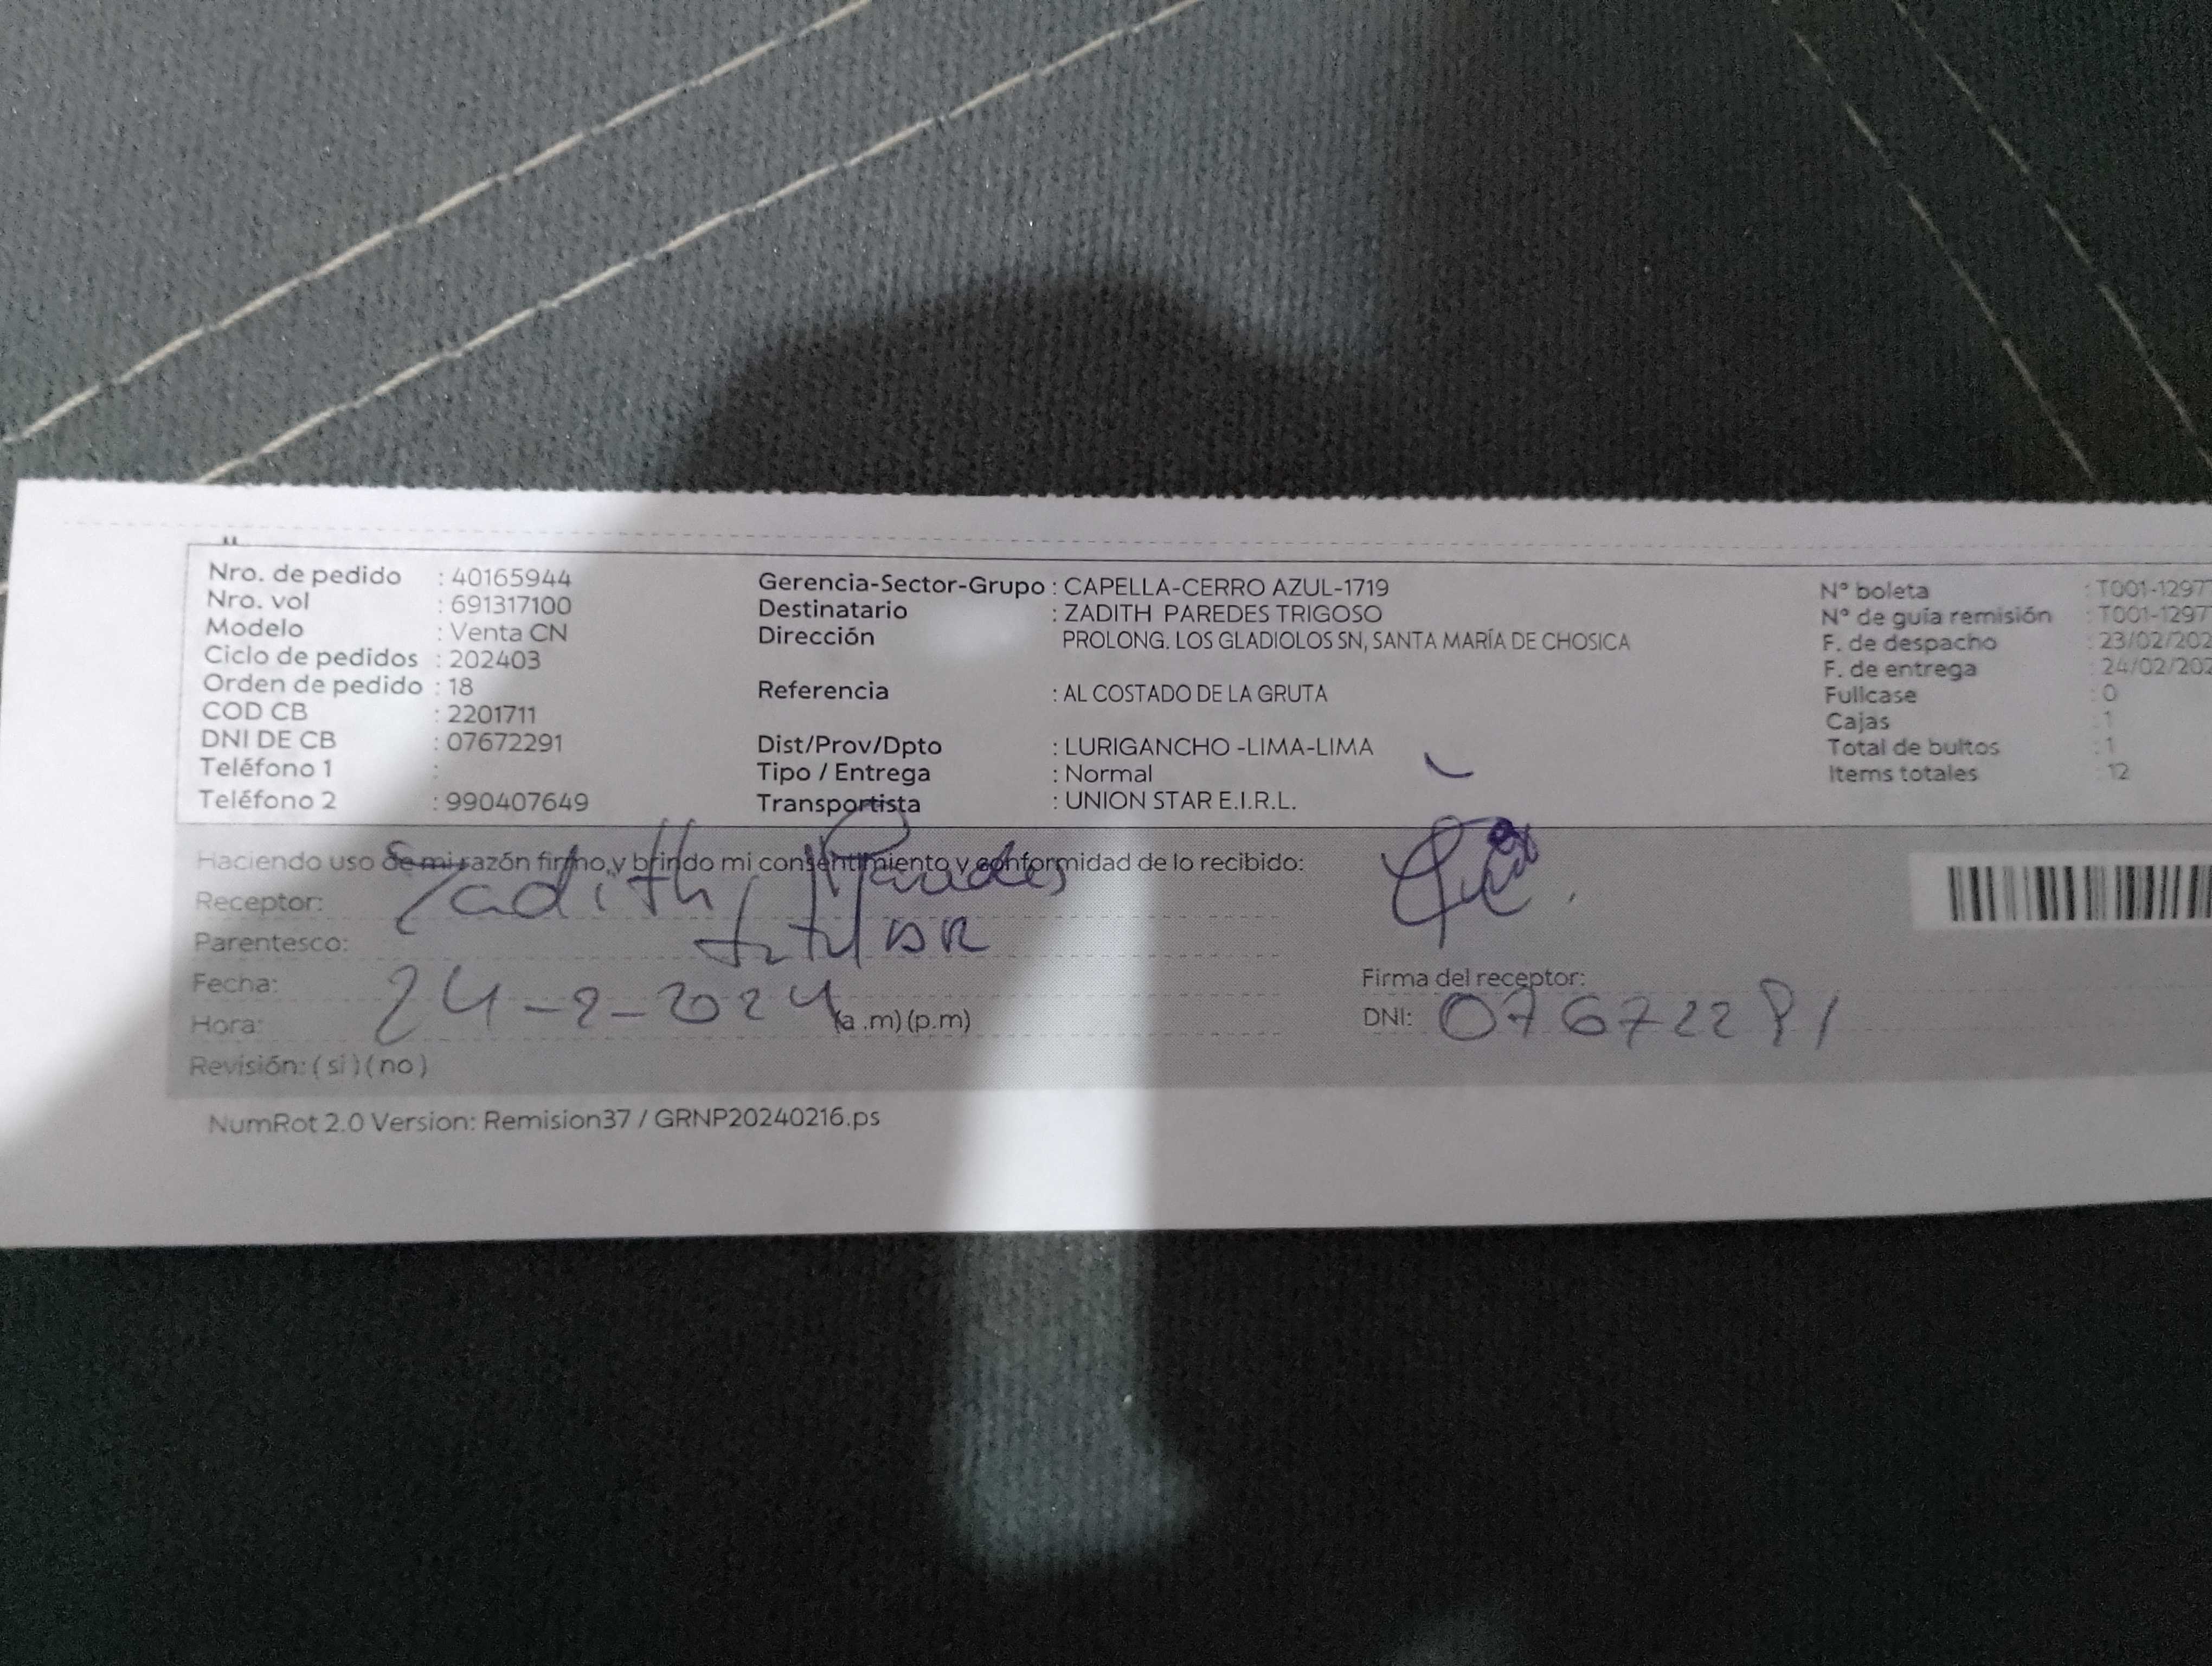 Nro. de pedido : 40165944
Nro. vol : 691317100
Modelo : Venta CN
Ciclo de pedidos : 202403
Orden de pedido : 18
COD CB : 2201711
DNI DE CB : 07672291
Teléfono 1 :
Teléfono 2 : 990407649
Gerencia-Sector-Grupo : CAPELLA-CERRO AZUL-1719
Destinatario : ZADITH PAREDES TRIGOSO
Dirección PROLONG. LOS GLADIOLOS SN, SANTA MARÍA DE CHOSICA
Referencia : AL COSTADO DE LA GRUTA
Dist/Prov/Dpto : LURIGANCHO -LIMA-LIMA
Tipo / Entrega : Normal
Transportista : UNION STAR E.I.R.L.
N° boleta : T001-1297
N° de guía remisión : T001-1297
F. de despacho : 23/02/202
F. de entrega : 24/02/202
Fullcase : 0
Cajas : 1
Total de bultos : 1
Items totales : 12
Haciendo uso de mi razón firmo, y brindo mi consentimiento y conformidad de lo recibido:
Receptor: Zadith Paredes
Parentesco:
Fecha: 24-2-2024
Hora: (a .m) (p.m)
Revisión: ( si ) ( no )
Firma del receptor:
DNI: 07672291
NumRot 2.0 Version: Remision37 / GRNP20240216.ps